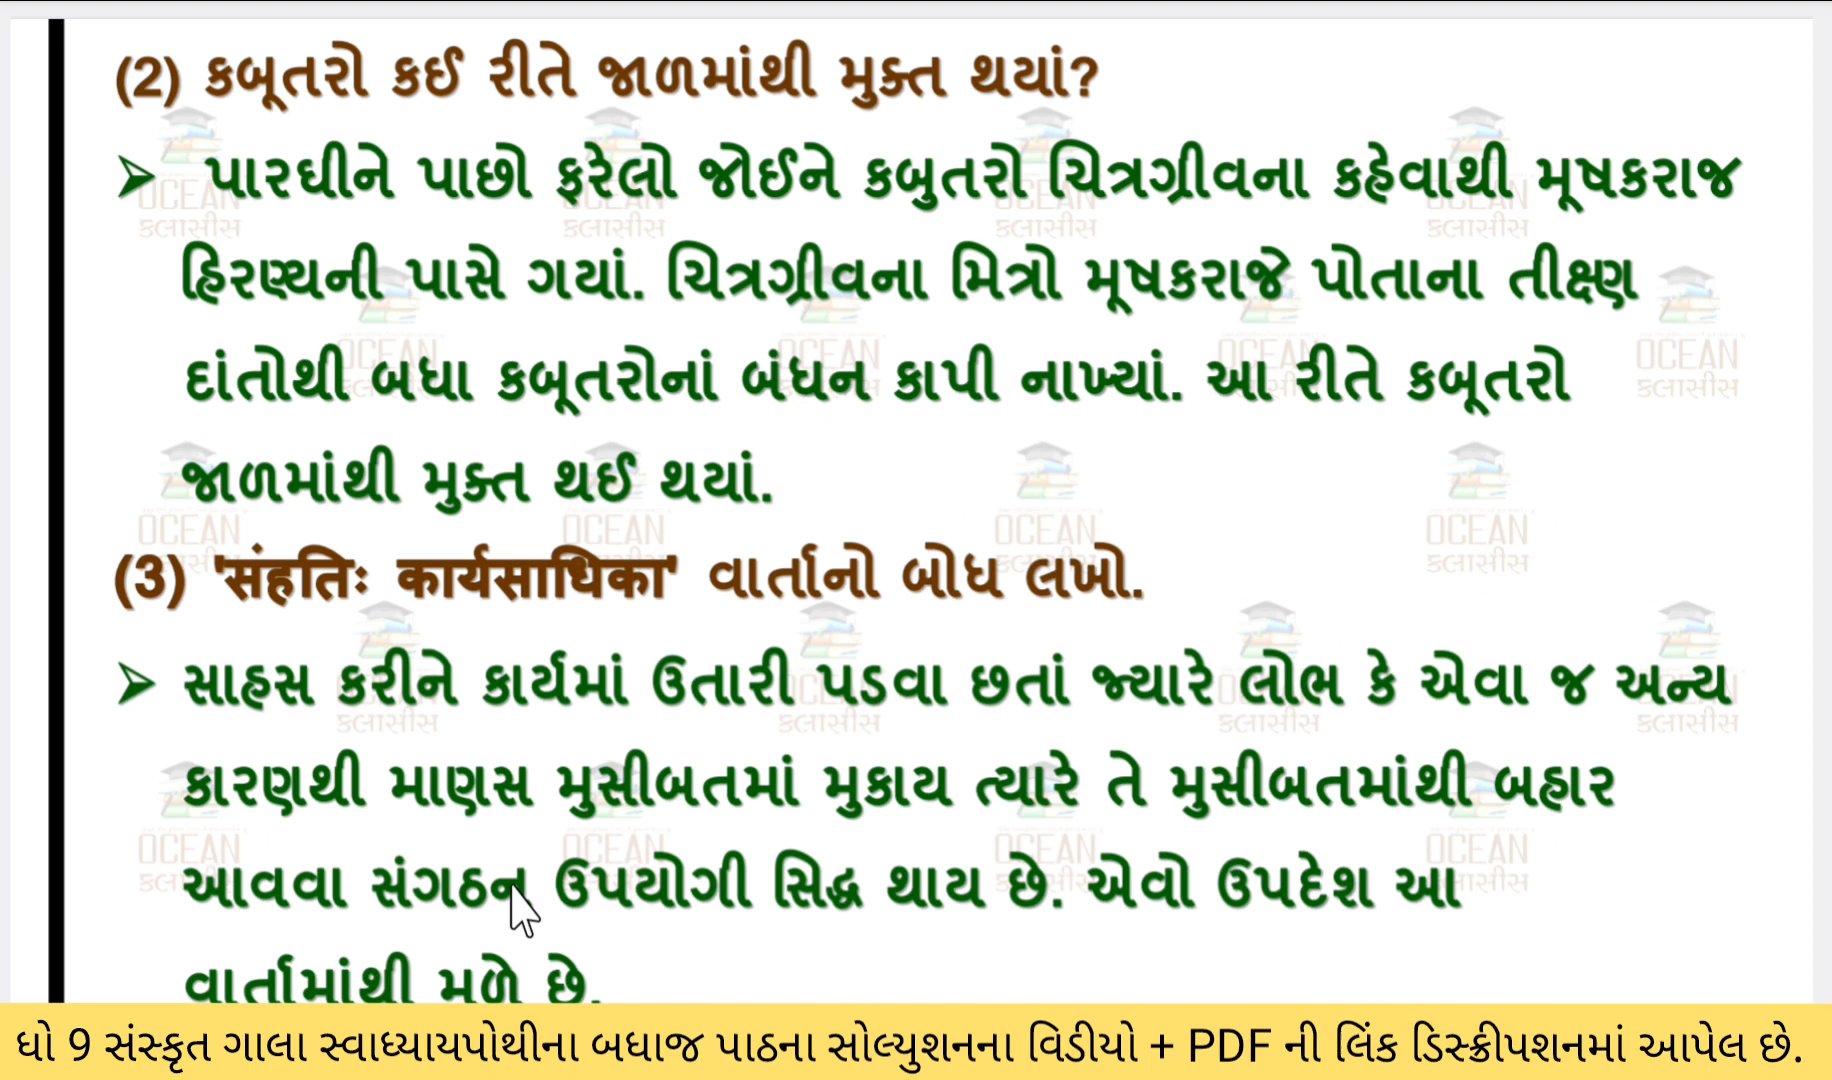 (2) કબૂતરો કઈ રીતે જાળમાંથી મુક્ત થયાં?
➢ પારધીને પાછો ફરેલો જોઈને કબુતરો ચિત્રગ્રીવના કહેવાથી મૂષકરાજ
હિરણ્યની પાસે ગયાં. ચિત્રગ્રીવના મિત્રો મૂષકરાજે પોતાના તીક્ષ્ણ
દાંતોથી બધા કબૂતરોનાં બંધન કાપી નાખ્યાં. આ રીતે કબૂતરો
જાળમાંથી મુક્ત થઈ થયાં.
(3) 'संहतिः कार्यसाधिका' વાર્તાનો બોધ લખો.
➢ સાહસ કરીને કાર્યમાં ઉતારી પડવા છતાં જ્યારે લોભ કે એવા જ અન્ય
કારણથી માણસ મુસીબતમાં મુકાય ત્યારે તે મુસીબતમાંથી બહાર
આવવા સંગઠન ઉપયોગી સિદ્ધ થાય છે. એવો ઉપદેશ આ
વાર્તામાંથી મળે છે.
ધો 9 સંસ્કૃત ગાલા સ્વાધ્યાયપોથીના બધાજ પાઠના સોલ્યુશનના વિડીયો + PDF ની લિંક ડિસ્ક્રીપશનમાં આપેલ છે.
OCEAN
ક્લાસીસ